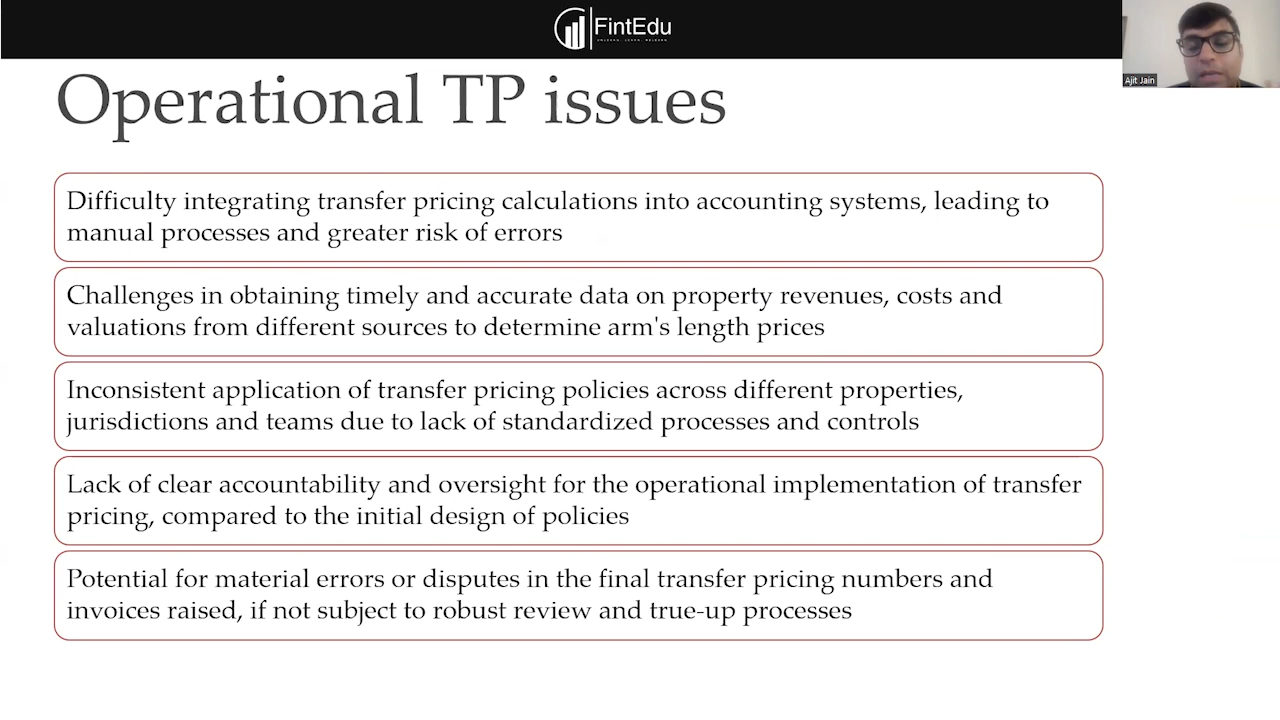 FintEdu
UNLEARN. LEARN. RELEARN
Ajit Jain
Operational TP issues
Difficulty integrating transfer pricing calculations into accounting systems, leading to
manual processes and greater risk of errors
Challenges in obtaining timely and accurate data on property revenues, costs and
valuations from different sources to determine arm's length prices
Inconsistent application of transfer pricing policies across different properties,
jurisdictions and teams due to lack of standardized processes and controls
Lack of clear accountability and oversight for the operational implementation of transfer
pricing, compared to the initial design of policies
Potential for material errors or disputes in the final transfer pricing numbers and
invoices raised, if not subject to robust review and true-up processes